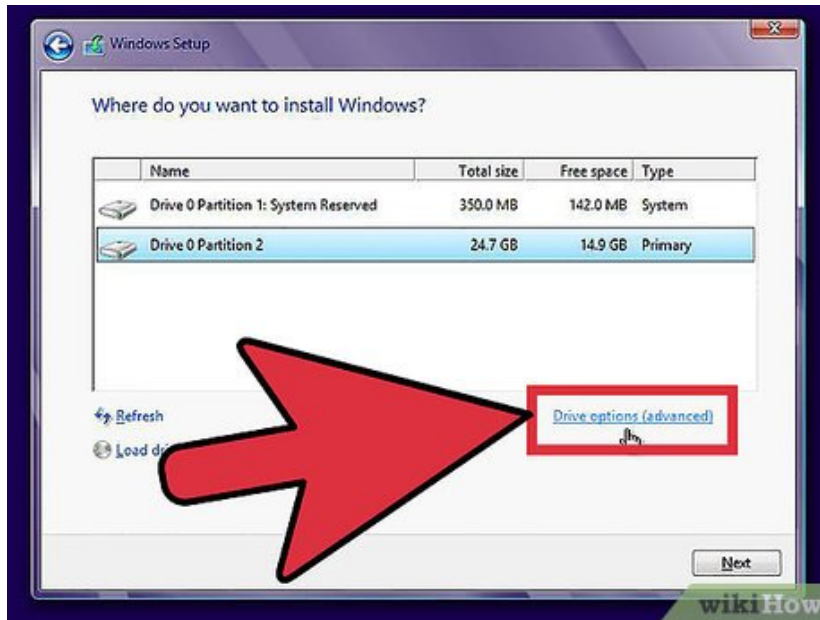 Windows Setup
Where do you want to install Windows?
Name Total size Free space Type
Drive 0 Partition 1: System Reserved 350.0 MB 142.0 MB System
Drive 0 Partition 2 24.7 GB 14.9 GB Primary
Refresh Drive options (advanced)
Load
Next
wikiHow